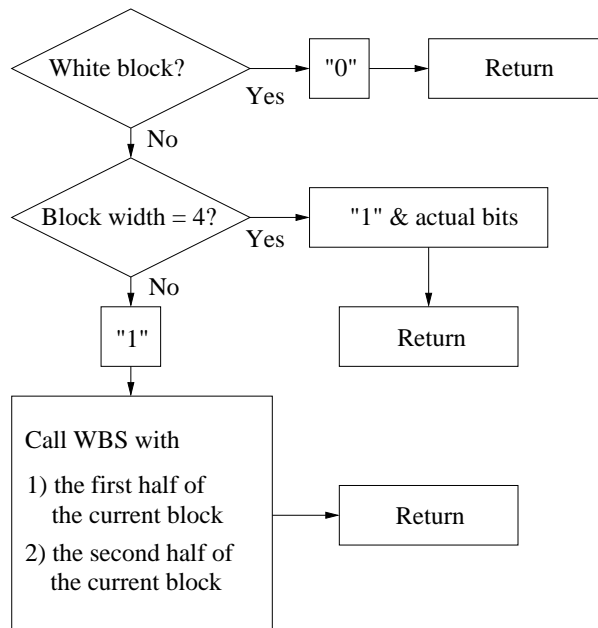 White block?
Yes
"0"
Return
No
Block width = 4?
Yes
"1" & actual bits
No
"1"
Return
Call WBS with
1) the first half of
the current block
2) the second half of
the current block
Return